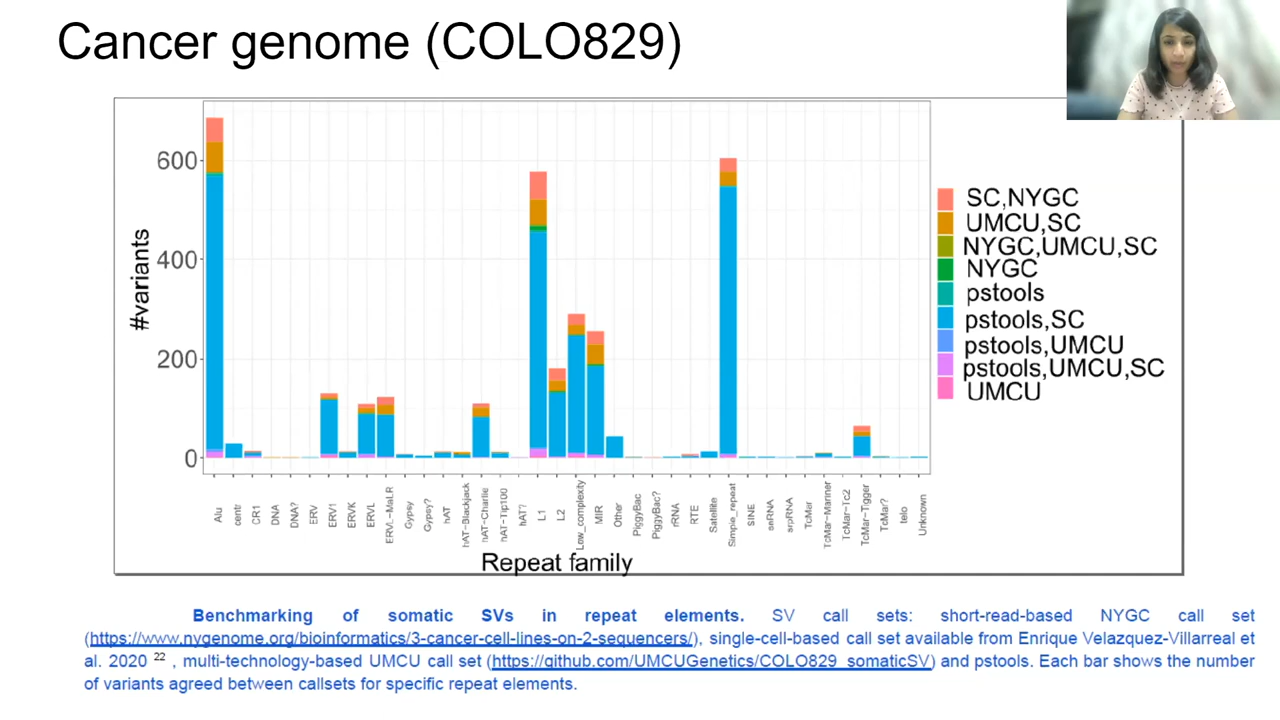 Cancer genome (COLO829)
#variants
600
400
200
0
Alu
centr
CR1
DNA
DNA?
ERV
ERV1
ERVK
ERVL
ERVL-MaLR
Gypsy
Gypsy?
hAT
hAT-Blackjack
hAT-Charlie
hAT-Tip100
hAT?
L1
L2
Low_complexity
MIR
Other
PiggyBac
PiggyBac?
rRNA
RTE
Satellite
Simple_repeat
SINE
snRNA
srpRNA
TcMar
TcMar-Mariner
TcMar-Tc2
TcMar-Tigger
TcMar?
telo
Unknown
Repeat family
SC,NYGC
UMCU,SC
NYGC,UMCU,SC
NYGC
pstools
pstools,SC
pstools,UMCU
pstools,UMCU,SC
UMCU
Benchmarking of somatic SVs in repeat elements. SV call sets: short-read-based NYGC call set
(https://www.nygenome.org/bioinformatics/3-cancer-cell-lines-on-2-sequencers/), single-cell-based call set available from Enrique Velazquez-Villarreal et
al. 2020 22 , multi-technology-based UMCU call set (https://github.com/UMCUGenetics/COLO829_somaticSV) and pstools. Each bar shows the number
of variants agreed between callsets for specific repeat elements.